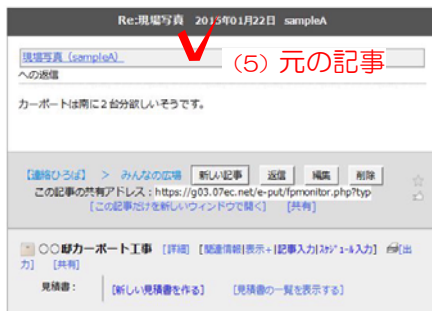 Re:現場写真 2015年01月22日 sampleA
現場写真（sampleA）
への返信
(5) 元の記事
カーポートは南に２台分欲しいそうです。
【連絡ひろば】 > みんなの広場 新しい記事 返信 編集 削除
この記事の共有アドレス：https://g03.07ec.net/e-put/fpmonitor.php?typ
[この記事だけを新しいウィンドウで開く] [共有]
〇〇邸カーポート工事 [詳細] [関連情報|表示+|記事入力|ｽｹｼﾞｭｰﾙ入力] [出
力] [共有]
見積書： [新しい見積書を作る] [見積書の一覧を表示する]